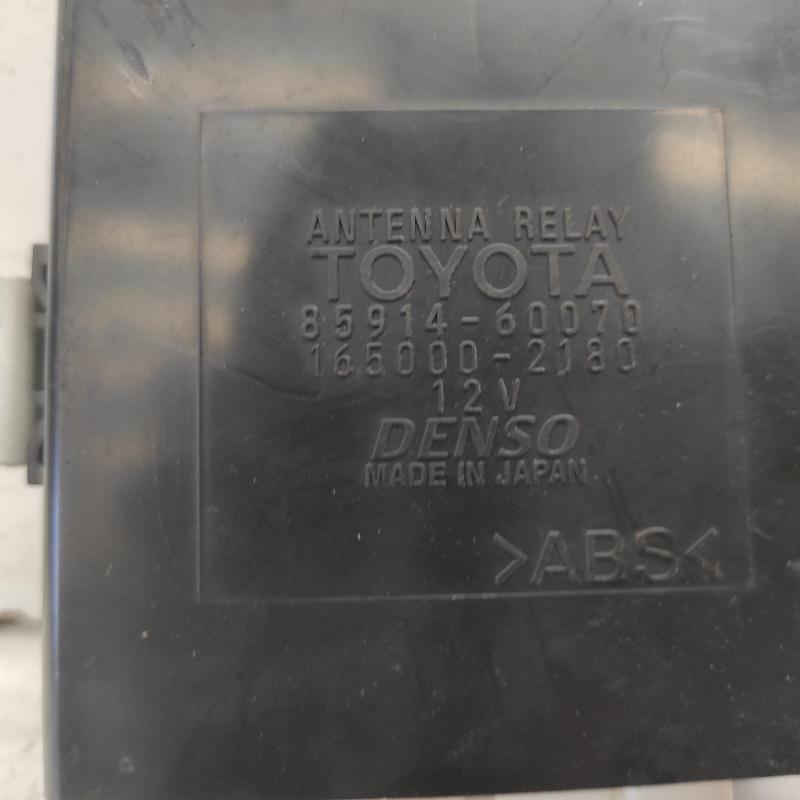 ANTENNA RELAY
TOYOTA
85914-60070
165000-2180
12V
DENSO
MADE IN JAPAN
>ABS<